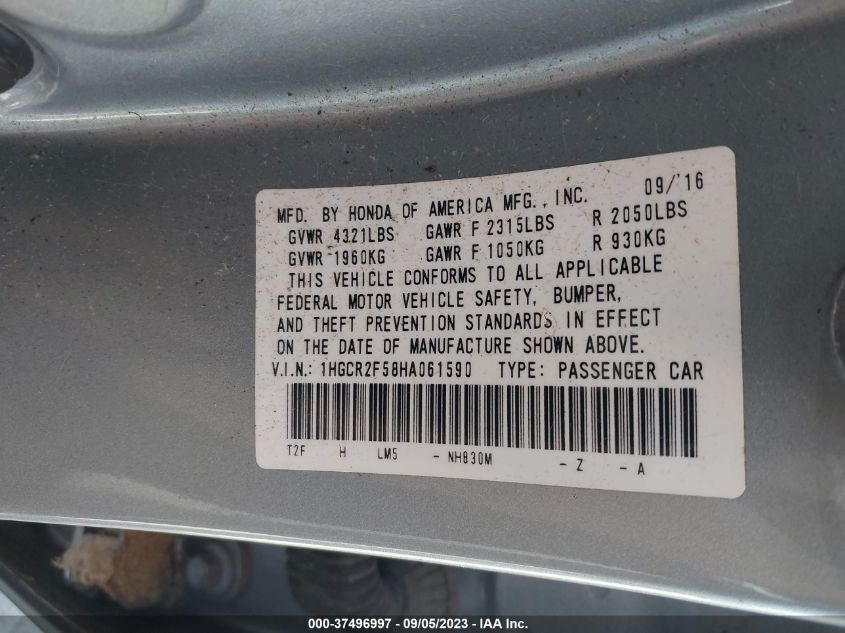 09/'16
MFD. BY HONDA OF AMERICA MFG., INC.
GVWR 4321LBS GAWR F 2315LBS R 2050LBS
GVWR 1960KG GAWR F 1050KG R 930KG
THIS VEHICLE CONFORMS TO ALL APPLICABLE
FEDERAL MOTOR VEHICLE SAFETY, BUMPER,
AND THEFT PREVENTION STANDARDS IN EFFECT
ON THE DATE OF MANUFACTURE SHOWN ABOVE.
V.I.N.: 1HGCR2F58HA061590 TYPE: PASSENGER CAR
T2F H LM5 - NH830M - Z - A
000-37496997 - 09/05/2023 - IAA Inc.